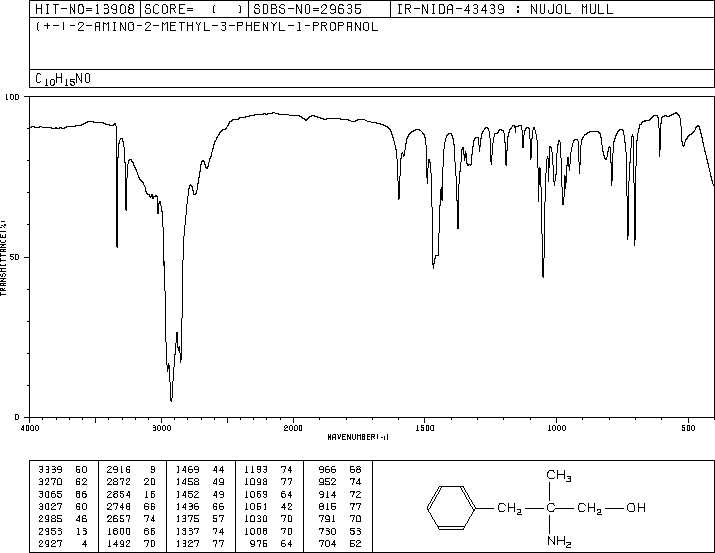 HIT-NO=13908 SCORE= ( ) SDBS-NO=29635 IR-NIDA-43439 : NUJOL MULL
(+-)-2-AMINO-2-METHYL-3-PHENYL-1-PROPANOL
C10H15NO
100
50
0
TRANSMITTANCE(%)
4000 3000 2000 1500 1000 500
WAVENUMBER(-1)
3339 50 2916 9 1469 44 1193 74 966 68
3270 62 2872 20 1458 49 1098 77 952 74
3065 66 2854 16 1452 49 1069 64 914 72
3027 60 2748 66 1436 66 1051 42 816 77
2985 46 2657 74 1375 57 1030 70 791 70
2953 13 1600 66 1337 74 1008 70 730 53
2927 4 1492 70 1327 77 976 64 704 52
CH3
CH2 C CH2 OH
NH2